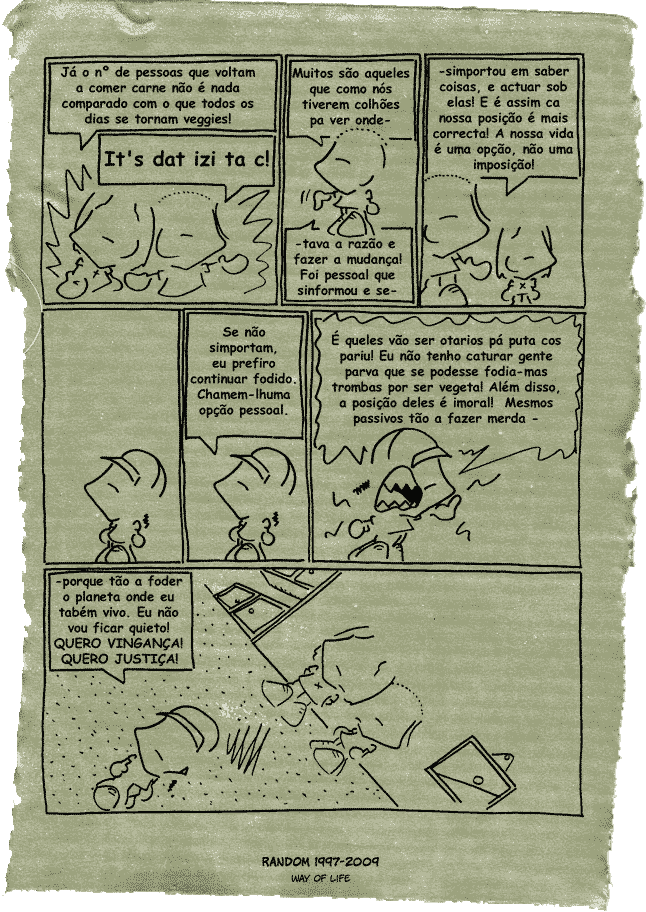 Já o nº de pessoas que voltam
a comer carne não é nada
comparado com o que todos os
dias se tornam veggies!
It's dat izi ta c!
Muitos são aqueles
que como nós
tiverem colhões
pa ver onde-
-tava a razão e
fazer a mudança!
Foi pessoal que
sinformou e se-
-simportou em saber
coisas, e actuar sob
elas! E é assim ca
nossa posição é mais
correcta! A nossa vida
é uma opção, não uma
imposição!
Se não
simportam,
eu prefiro
continuar fodido.
Chamem-lhuma
opção pessoal.
É queles vão ser otarios pá puta cos
pariu! Eu não tenho caturar gente
parva que se podesse fodia-mas
trombas por ser vegeta! Além disso,
a posição deles é imoral! Mesmos
passivos tão a fazer merda -
-porque tão a foder
o planeta onde eu
tabém vivo. Eu não
vou ficar quieto!
QUERO VINGANÇA!
QUERO JUSTIÇA!
RANDOM 1997-2009
WAY OF LIFE